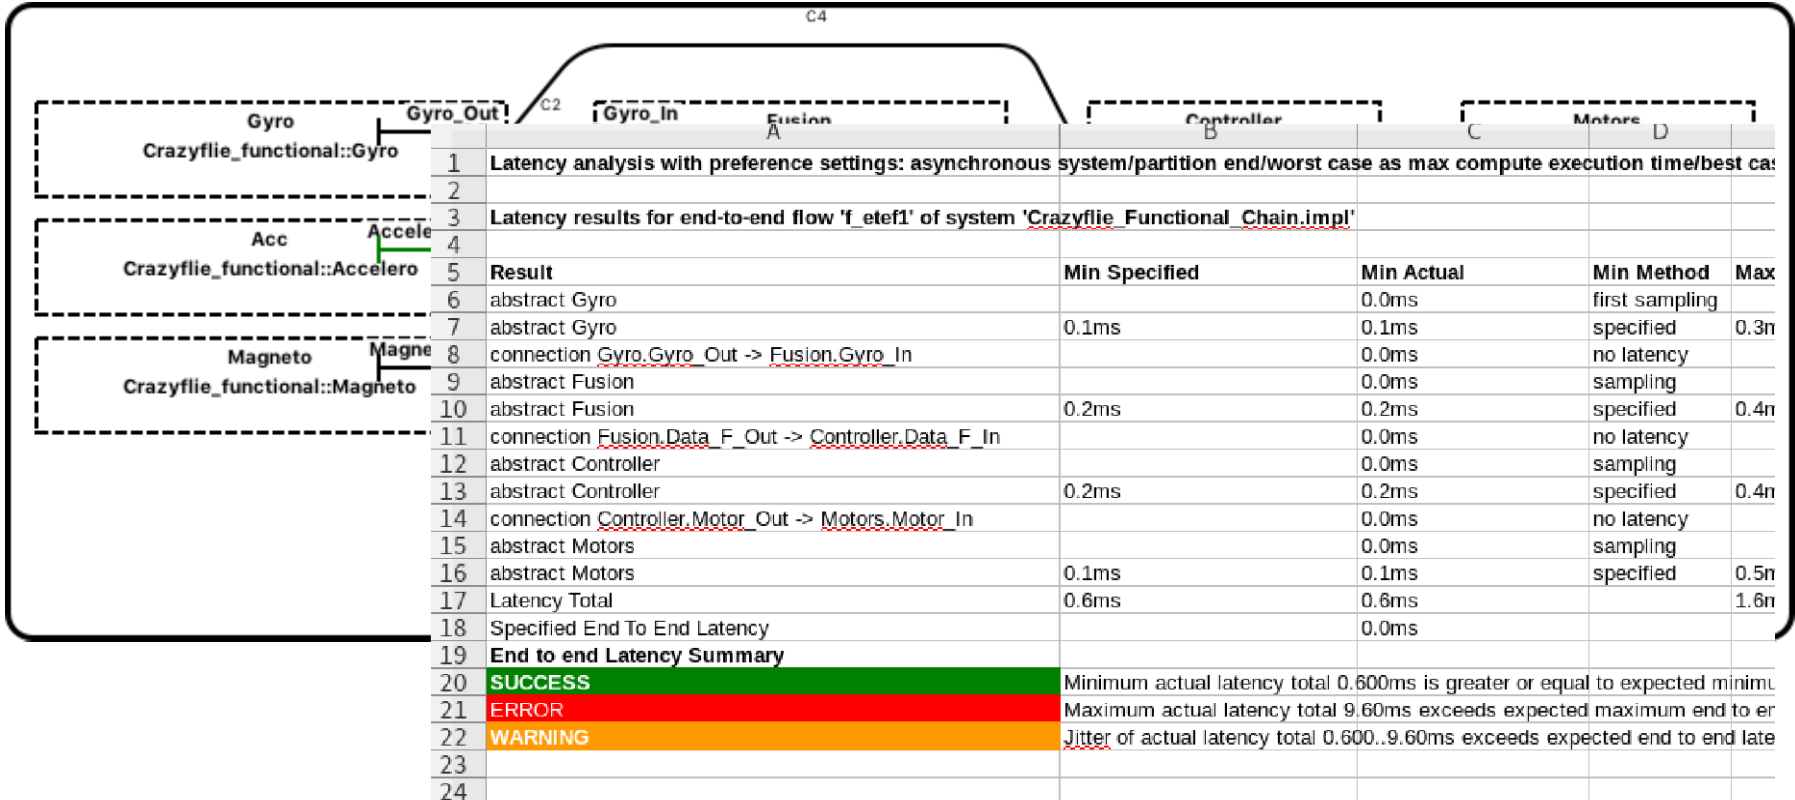 C4
C2
Gyro_Out
Gyro
Crazyflie_functional::Gyro
Gyro_In
Fusion
Controller
Motors
Acc
Crazyflie_functional::Accelero
Magneto
Crazyflie_functional::Magneto
A B C D
1 Latency analysis with preference settings: asynchronous system/partition end/worst case as max compute execution time/best
2
3 Latency results for end-to-end flow 'f_etef1' of system 'Crazyflie_Functional_Chain.impl'
4
5 Result Min Specified Min Actual Min Method Max
6 abstract Gyro 0.0ms first sampling
7 abstract Gyro 0.1ms 0.1ms specified
8 connection Gyro.Gyro_Out -> Fusion.Gyro_In 0.0ms no latency
9 abstract Fusion 0.0ms sampling
10 abstract Fusion 0.2ms 0.2ms specified
11 connection Fusion.Data_F_Out -> Controller.Data_F_In 0.0ms no latency
12 abstract Controller 0.0ms sampling
13 abstract Controller 0.2ms 0.2ms specified
14 connection Controller.Motor_Out -> Motors.Motor_In 0.0ms no latency
15 abstract Motors 0.0ms sampling
16 abstract Motors 0.1ms 0.1ms specified
17 Latency Total 0.6ms 0.6ms
18 Specified End To End Latency 0.0ms
19 End to end Latency Summary
20 SUCCESS Minimum actual latency total 0.600ms is greater or equal to expected
21 ERROR Maximum actual latency total 9.60ms exceeds expected maximum end to
22 WARNING Jitter of actual latency total 0.600..9.60ms exceeds expected end to end
23
24